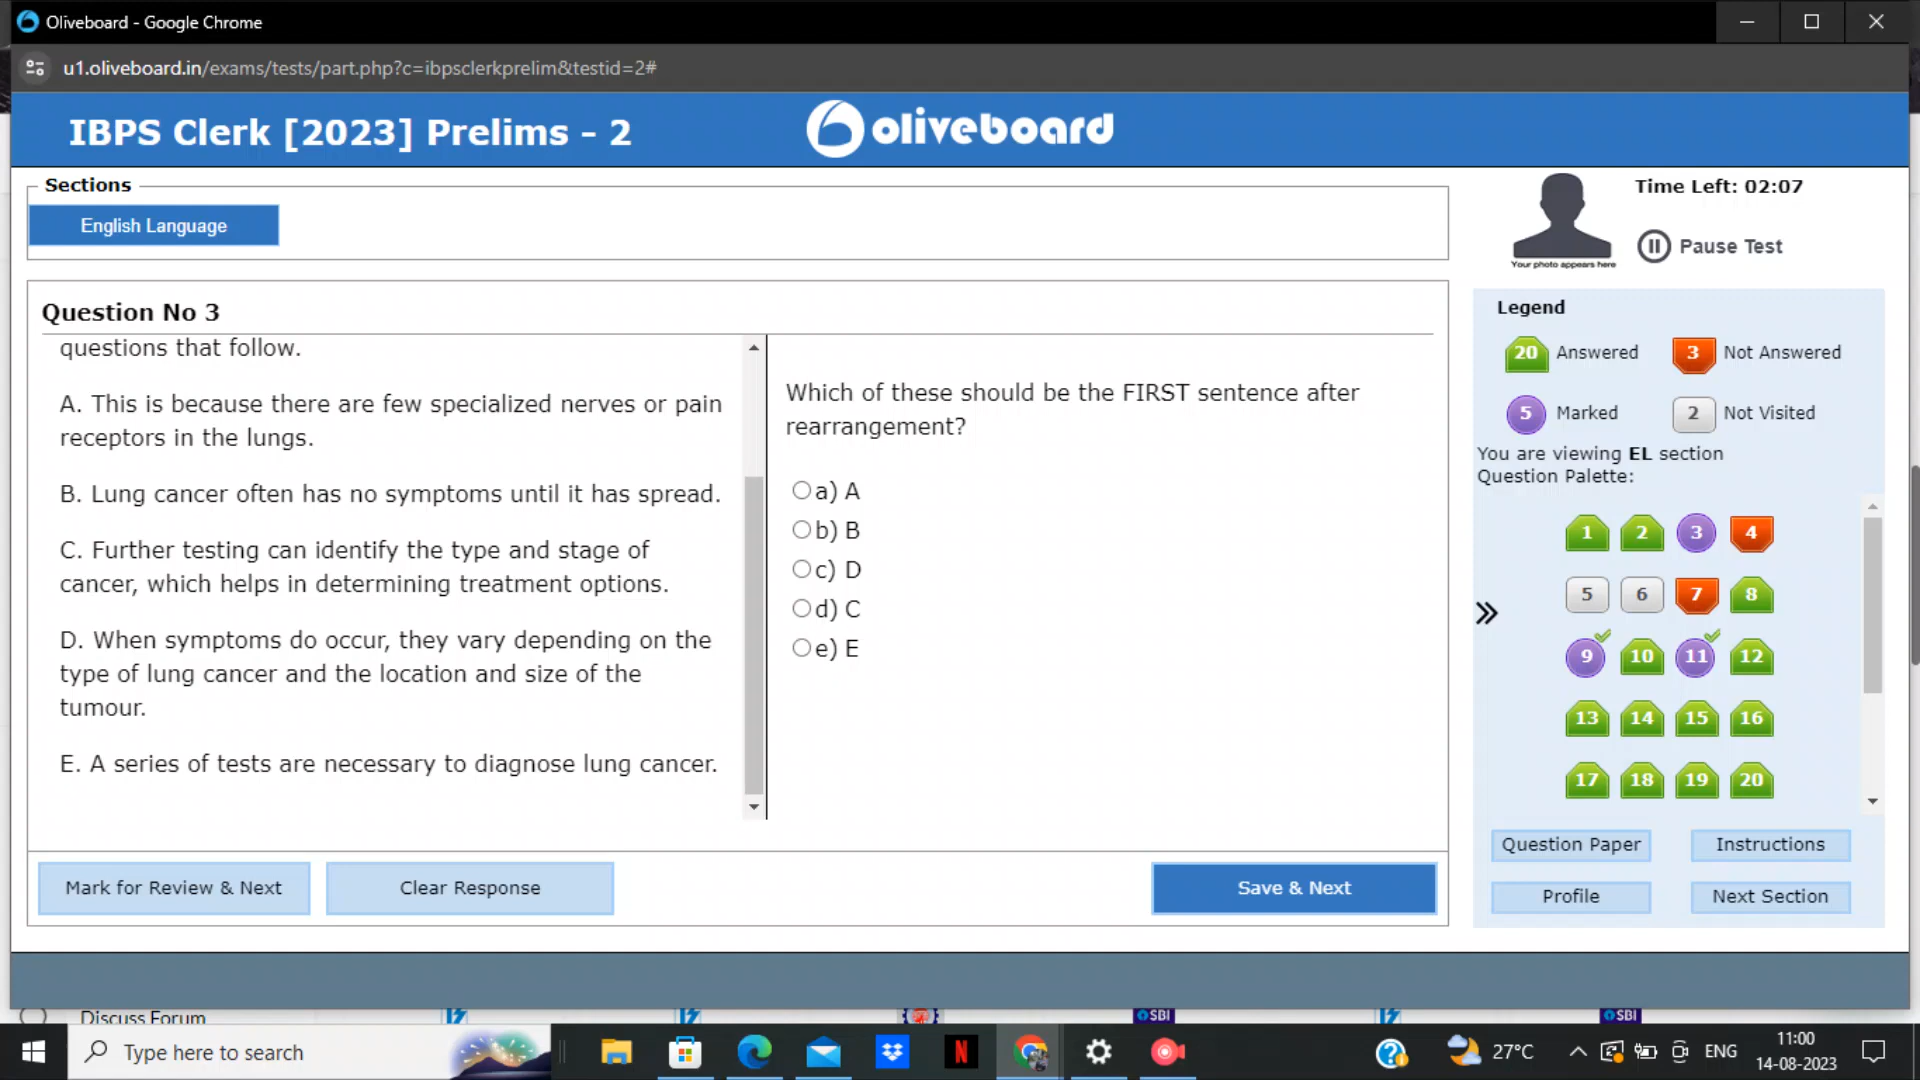 Oliveboard - Google Chrome
u1.oliveboard.in/exams/tests/part.php?c=ibpsclerkprelim&testid=2#
IBPS Clerk [2023] Prelims - 2
oliveboard
Sections
English Language
Your photo appears here
Time Left: 02:07
Pause Test
Question No 3
questions that follow.
A. This is because there are few specialized nerves or pain
receptors in the lungs.
B. Lung cancer often has no symptoms until it has spread.
C. Further testing can identify the type and stage of
cancer, which helps in determining treatment options.
D. When symptoms do occur, they vary depending on the
type of lung cancer and the location and size of the
tumour.
E. A series of tests are necessary to diagnose lung cancer.
Which of these should be the FIRST sentence after
rearrangement?
a) A
b) B
c) D
d) C
e) E
Legend
20 Answered 3 Not Answered
5 Marked 2 Not Visited
You are viewing EL section
Question Palette:
1 2 3 4
5 6 7 8
9 10 11 12
13 14 15 16
17 18 19 20
Question Paper Instructions
Profile Next Section
Mark for Review & Next Clear Response Save & Next
Discuss Forum
SBI SBI
Type here to search
27°C
ENG
11:00
14-08-2023